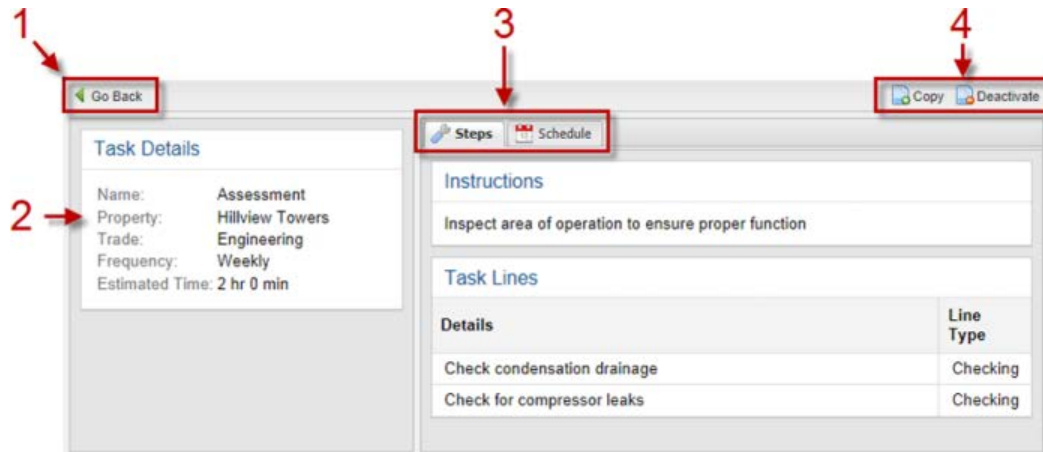 1
3
4
Go Back
Copy Deactivate
2
Task Details
Name: Assessment
Property: Hillview Towers
Trade: Engineering
Frequency: Weekly
Estimated Time: 2 hr 0 min
Steps Schedule
Instructions
Inspect area of operation to ensure proper function
Task Lines
Details Line Type
Check condensation drainage Checking
Check for compressor leaks Checking